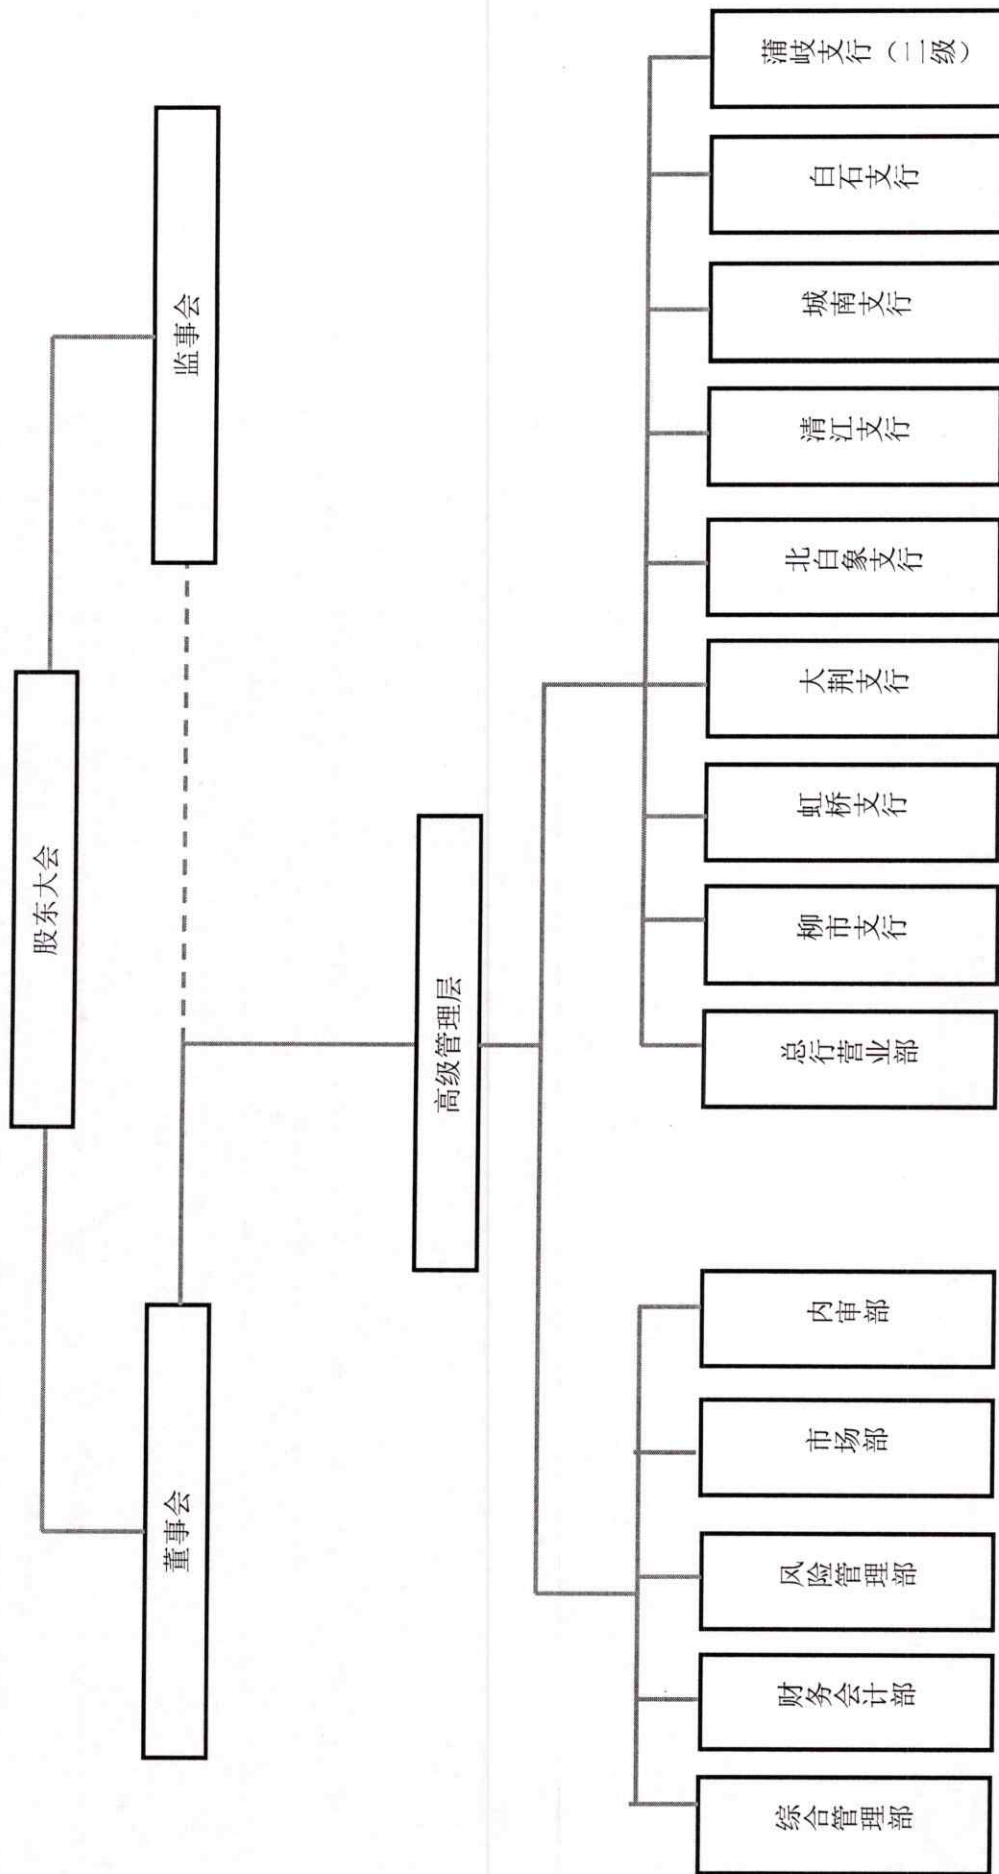 股东大会
董事会
监事会
高级管理层
综合管理部
财务会计部
风险管理部
市场部
内审部
总行营业部
柳市支行
虹桥支行
大荆支行
北白象支行
清江支行
城南支行
白石支行
蒲岐支行（二级）